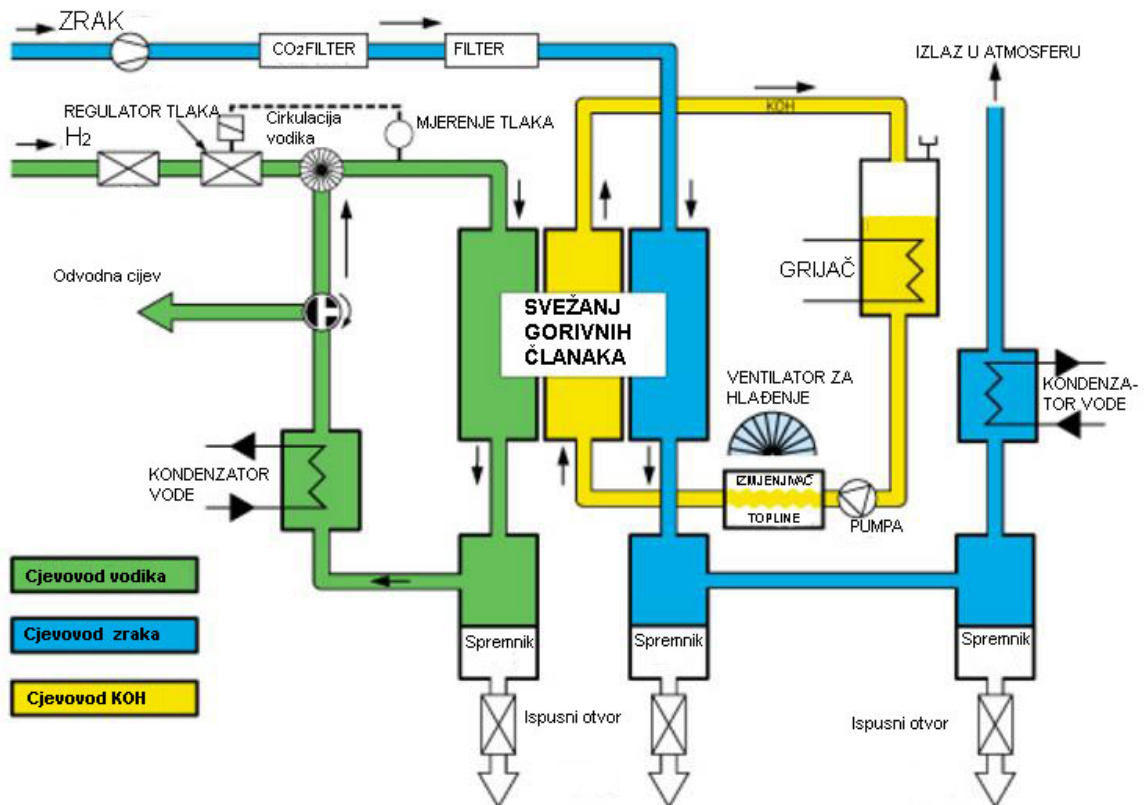 ZRAK
CO2FILTER
FILTER
IZLAZ U ATMOSFERU
REGULATOR TLAKA
H2
Cirkulacija
vodika
MJERENJE TLAKA
KOH
Odvodna cijev
SVEŽANJ
GORIVNIH
ČLANAKA
GRIJAČ
VENTILATOR ZA
HLAĐENJE
KONDENZA-
TOR VODE
KONDENZATOR
VODE
IZMJENJIVAČ
TOPLINE
PUMPA
Cjevovod vodika
Cjevovod zraka
Cjevovod KOH
Spremnik
Spremnik
Spremnik
Ispusni otvor
Ispusni otvor